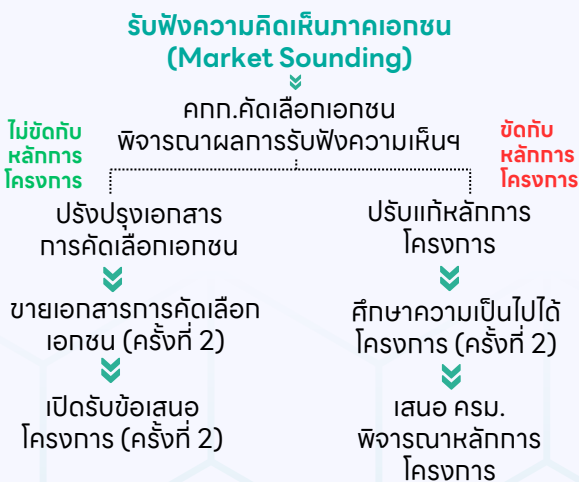 รับฟังความคิดเห็นภาคเอกชน
(Market Sounding)
คกก.คัดเลือกเอกชน
พิจารณาผลการรับฟังความเห็นฯ
ไม่ขัดกับ
หลักการ
โครงการ
ขัดกับ
หลักการ
โครงการ
ปรังปรุงเอกสาร
การคัดเลือกเอกชน
ขายเอกสารการคัดเลือก
เอกชน (ครั้งที่ 2)
เปิดรับข้อเสนอ
โครงการ (ครั้งที่ 2)
ปรับแก้หลักการ
โครงการ
ศึกษาความเป็นไปได้
โครงการ (ครั้งที่ 2)
เสนอ ครม.
พิจารณาหลักการ
โครงการ